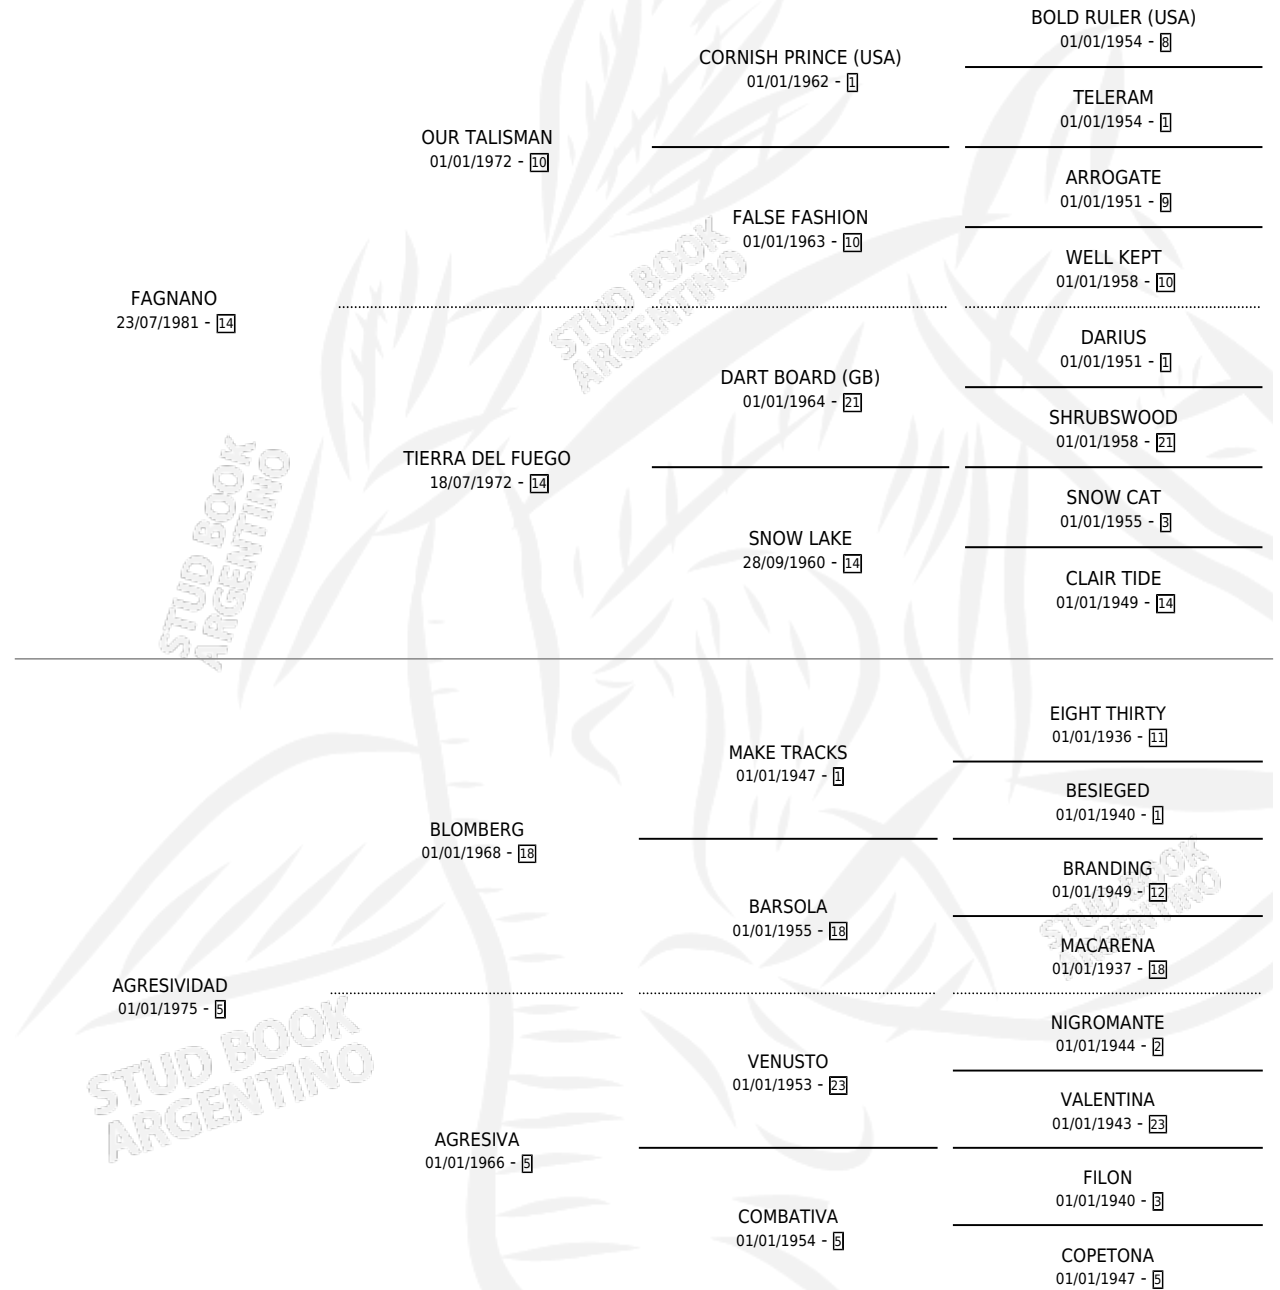 BOLD RULER (USA)
01/01/1954 - 8
CORNISH PRINCE (USA)
01/01/1962 - 1
TELERAM
01/01/1954 - 1
OUR TALISMAN
01/01/1972 - 10
ARROGATE
01/01/1951 - 9
FALSE FASHION
01/01/1963 - 10
WELL KEPT
01/01/1958 - 10
FAGNANO
23/07/1981 - 14
STUD BOOK
ARGENTINO
DARIUS
01/01/1951 - 1
DART BOARD (GB)
01/01/1964 - 21
SHRUBSWOOD
01/01/1958 - 21
TIERRA DEL FUEGO
18/07/1972 - 14
SNOW CAT
01/01/1955 - 3
SNOW LAKE
28/09/1960 - 14
CLAIR TIDE
01/01/1949 - 14
STUD BOOK
ARGENTINO
EIGHT THIRTY
01/01/1936 - 11
MAKE TRACKS
01/01/1947 - 1
BESIEGED
01/01/1940 - 1
BLOMBERG
01/01/1968 - 18
BRANDING
01/01/1949 - 12
BARSOLA
01/01/1955 - 18
STUD BOOK
ARGENTINO
MACARENA
01/01/1937 - 18
AGRESIVIDAD
01/01/1975 - 5
NIGROMANTE
01/01/1944 - 2
VENUSTO
01/01/1953 - 23
STUD BOOK
ARGENTINO
VALENTINA
01/01/1943 - 23
AGRESIVA
01/01/1966 - 5
FILON
01/01/1940 - 3
COMBATIVA
01/01/1954 - 5
COPETONA
01/01/1947 - 5